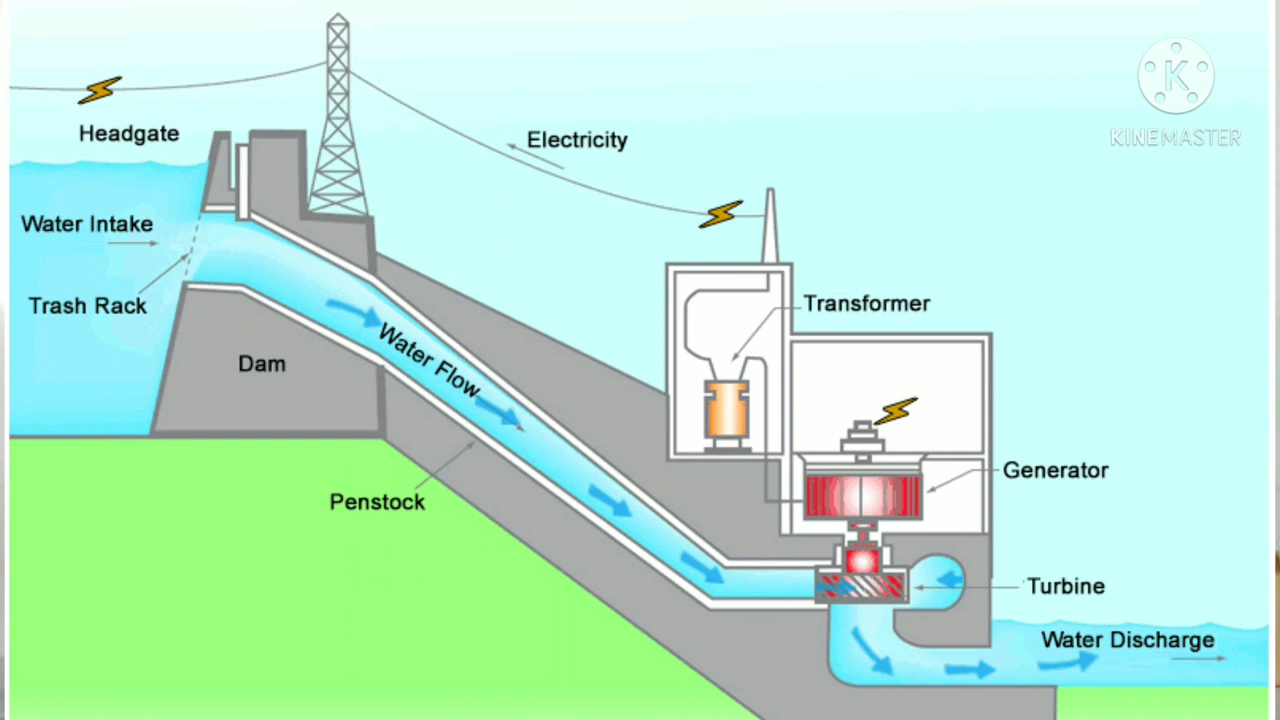 K
KINEMASTER
Headgate
Electricity
Water Intake
Trash Rack
Transformer
Water Flow
Dam
Generator
Penstock
Turbine
Water Discharge